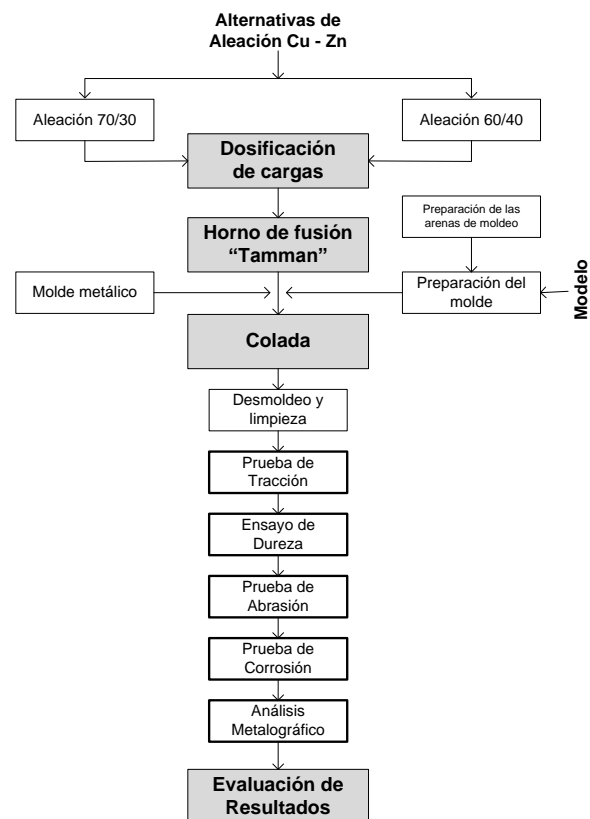 Alternativas de
Aleación Cu - Zn
Aleación 70/30
Aleación 60/40
Dosificación
de cargas
Preparación de las
arenas de moldeo
Horno de fusión
“Tamman”
Molde metálico
Preparación del
molde
Modelo
Colada
Desmoldeo y
limpieza
Prueba de
Tracción
Ensayo de
Dureza
Prueba de
Abrasión
Prueba de
Corrosión
Análisis
Metalográfico
Evaluación de
Resultados